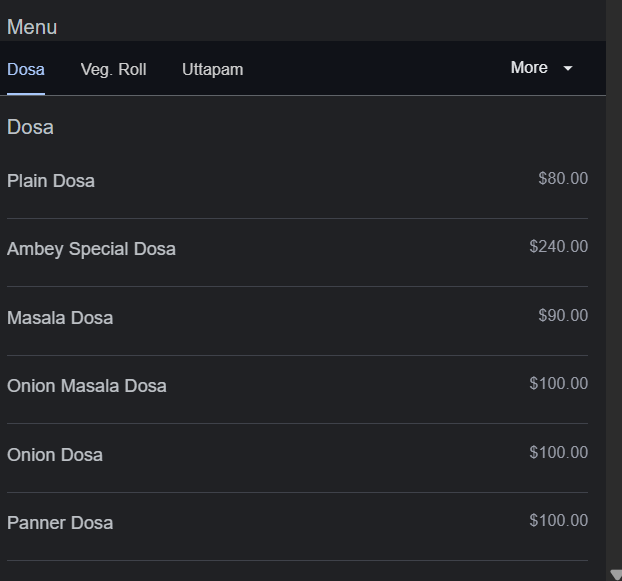 Menu
Dosa Veg. Roll Uttapam More
Dosa
Plain Dosa $80.00
Ambey Special Dosa $240.00
Masala Dosa $90.00
Onion Masala Dosa $100.00
Onion Dosa $100.00
Panner Dosa $100.00